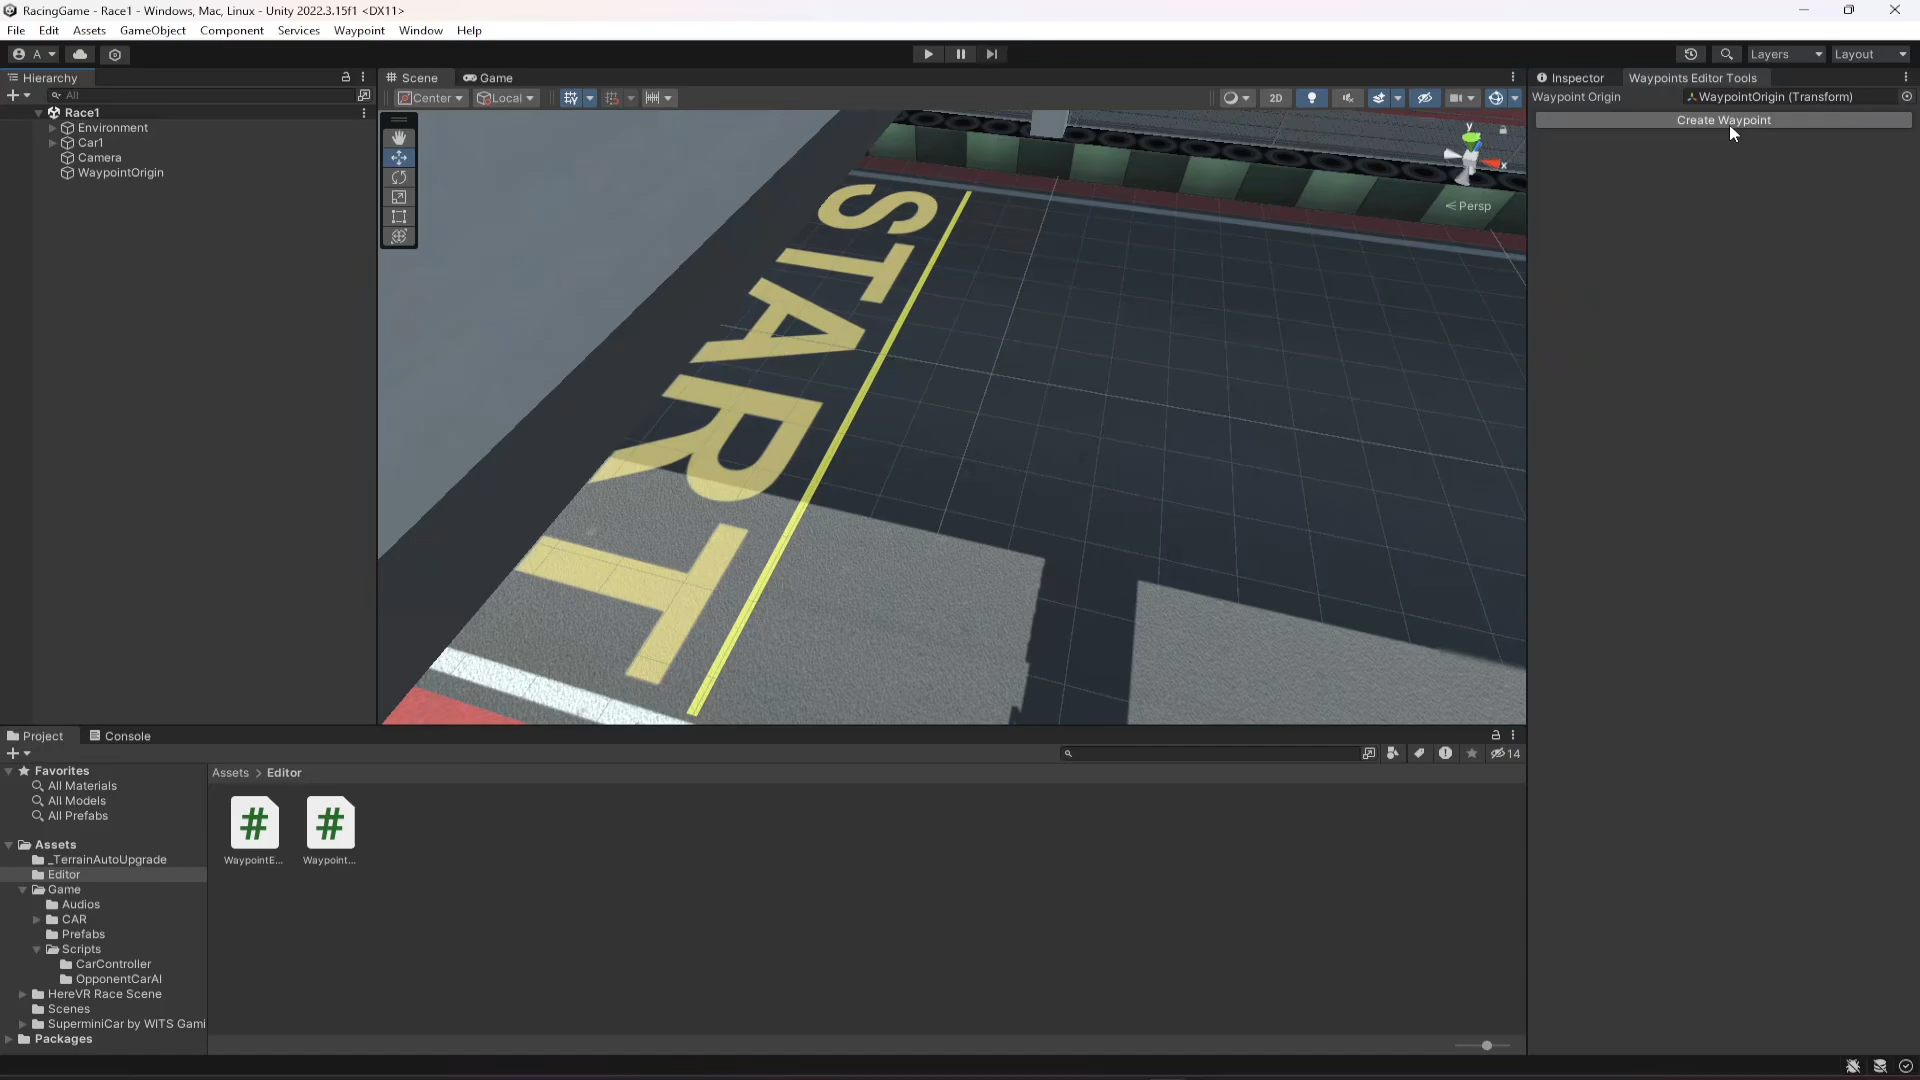 RacingGame - Race1 - Windows, Mac, Linux - Unity 2022.3.15f1 <DX11>
File Edit Assets GameObject Component Services Waypoint Window Help
A
Layers Layout
Hierarchy
All
Race1
Environment
Car1
Camera
WaypointOrigin
Scene Game
Center Local
2D
y
x
Persp
START
Inspector Waypoints Editor Tools
Waypoint Origin WaypointOrigin (Transform)
Create Waypoint
Project Console
14
Favorites
All Materials
All Models
All Prefabs
Assets
_TerrainAutoUpgrade
Editor
Game
Audios
CAR
Prefabs
Scripts
CarController
OpponentCarAI
HereVR Race Scene
Scenes
SuperminiCar by WITS Gami
Packages
Assets > Editor
WaypointE...
Waypoint...